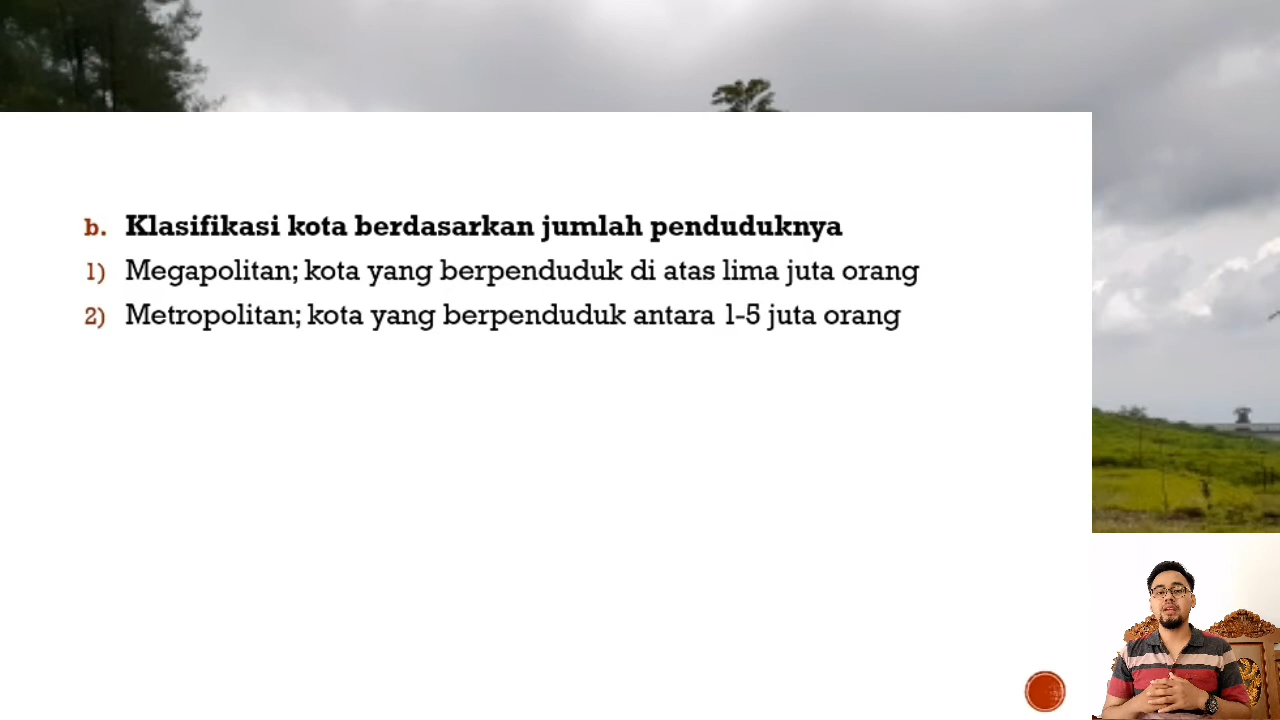 b. Klasifikasi kota berdasarkan jumlah penduduknya
1) Megapolitan; kota yang berpenduduk di atas lima juta orang
2) Metropolitan; kota yang berpenduduk antara 1-5 juta orang